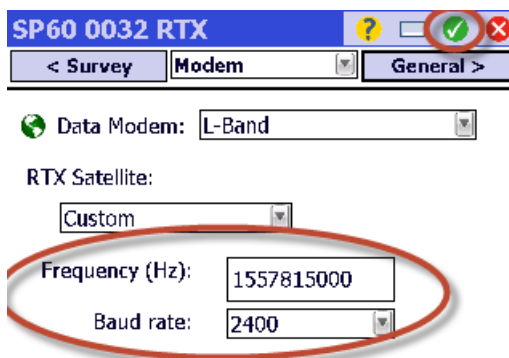 SP60 0032 RTX ?
< Survey Modem General >
Data Modem: L-Band
RTX Satellite:
Custom
Frequency (Hz): 1557815000
Baud rate: 2400